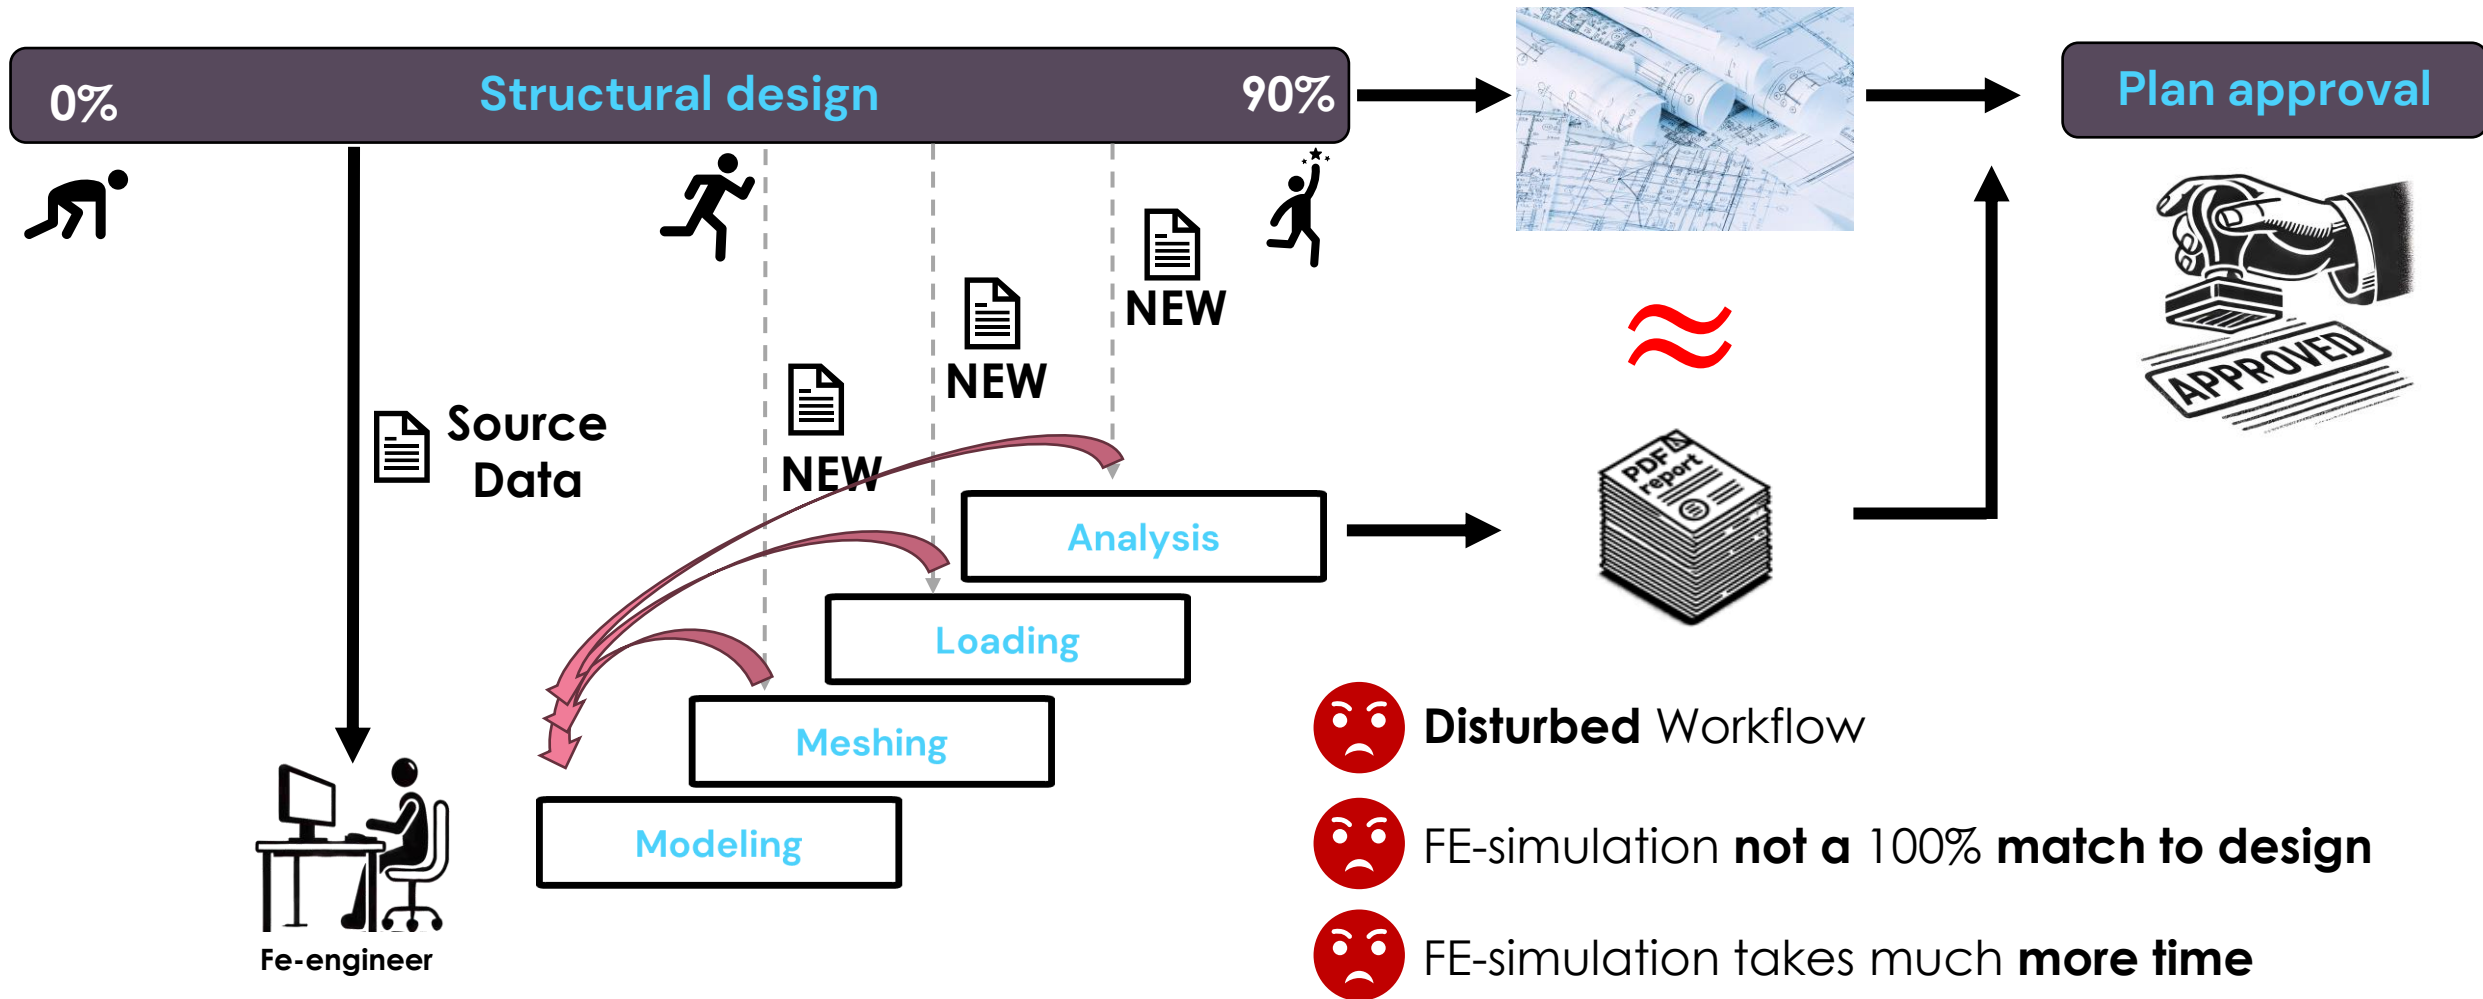 0%
Structural design
90%
Plan approval
NEW
NEW
NEW
Source
Data
APPROVED
PDF
report
Analysis
Loading
Meshing
Modeling
Fe-engineer
≈
Disturbed Workflow
FE-simulation not a 100% match to design
FE-simulation takes much more time